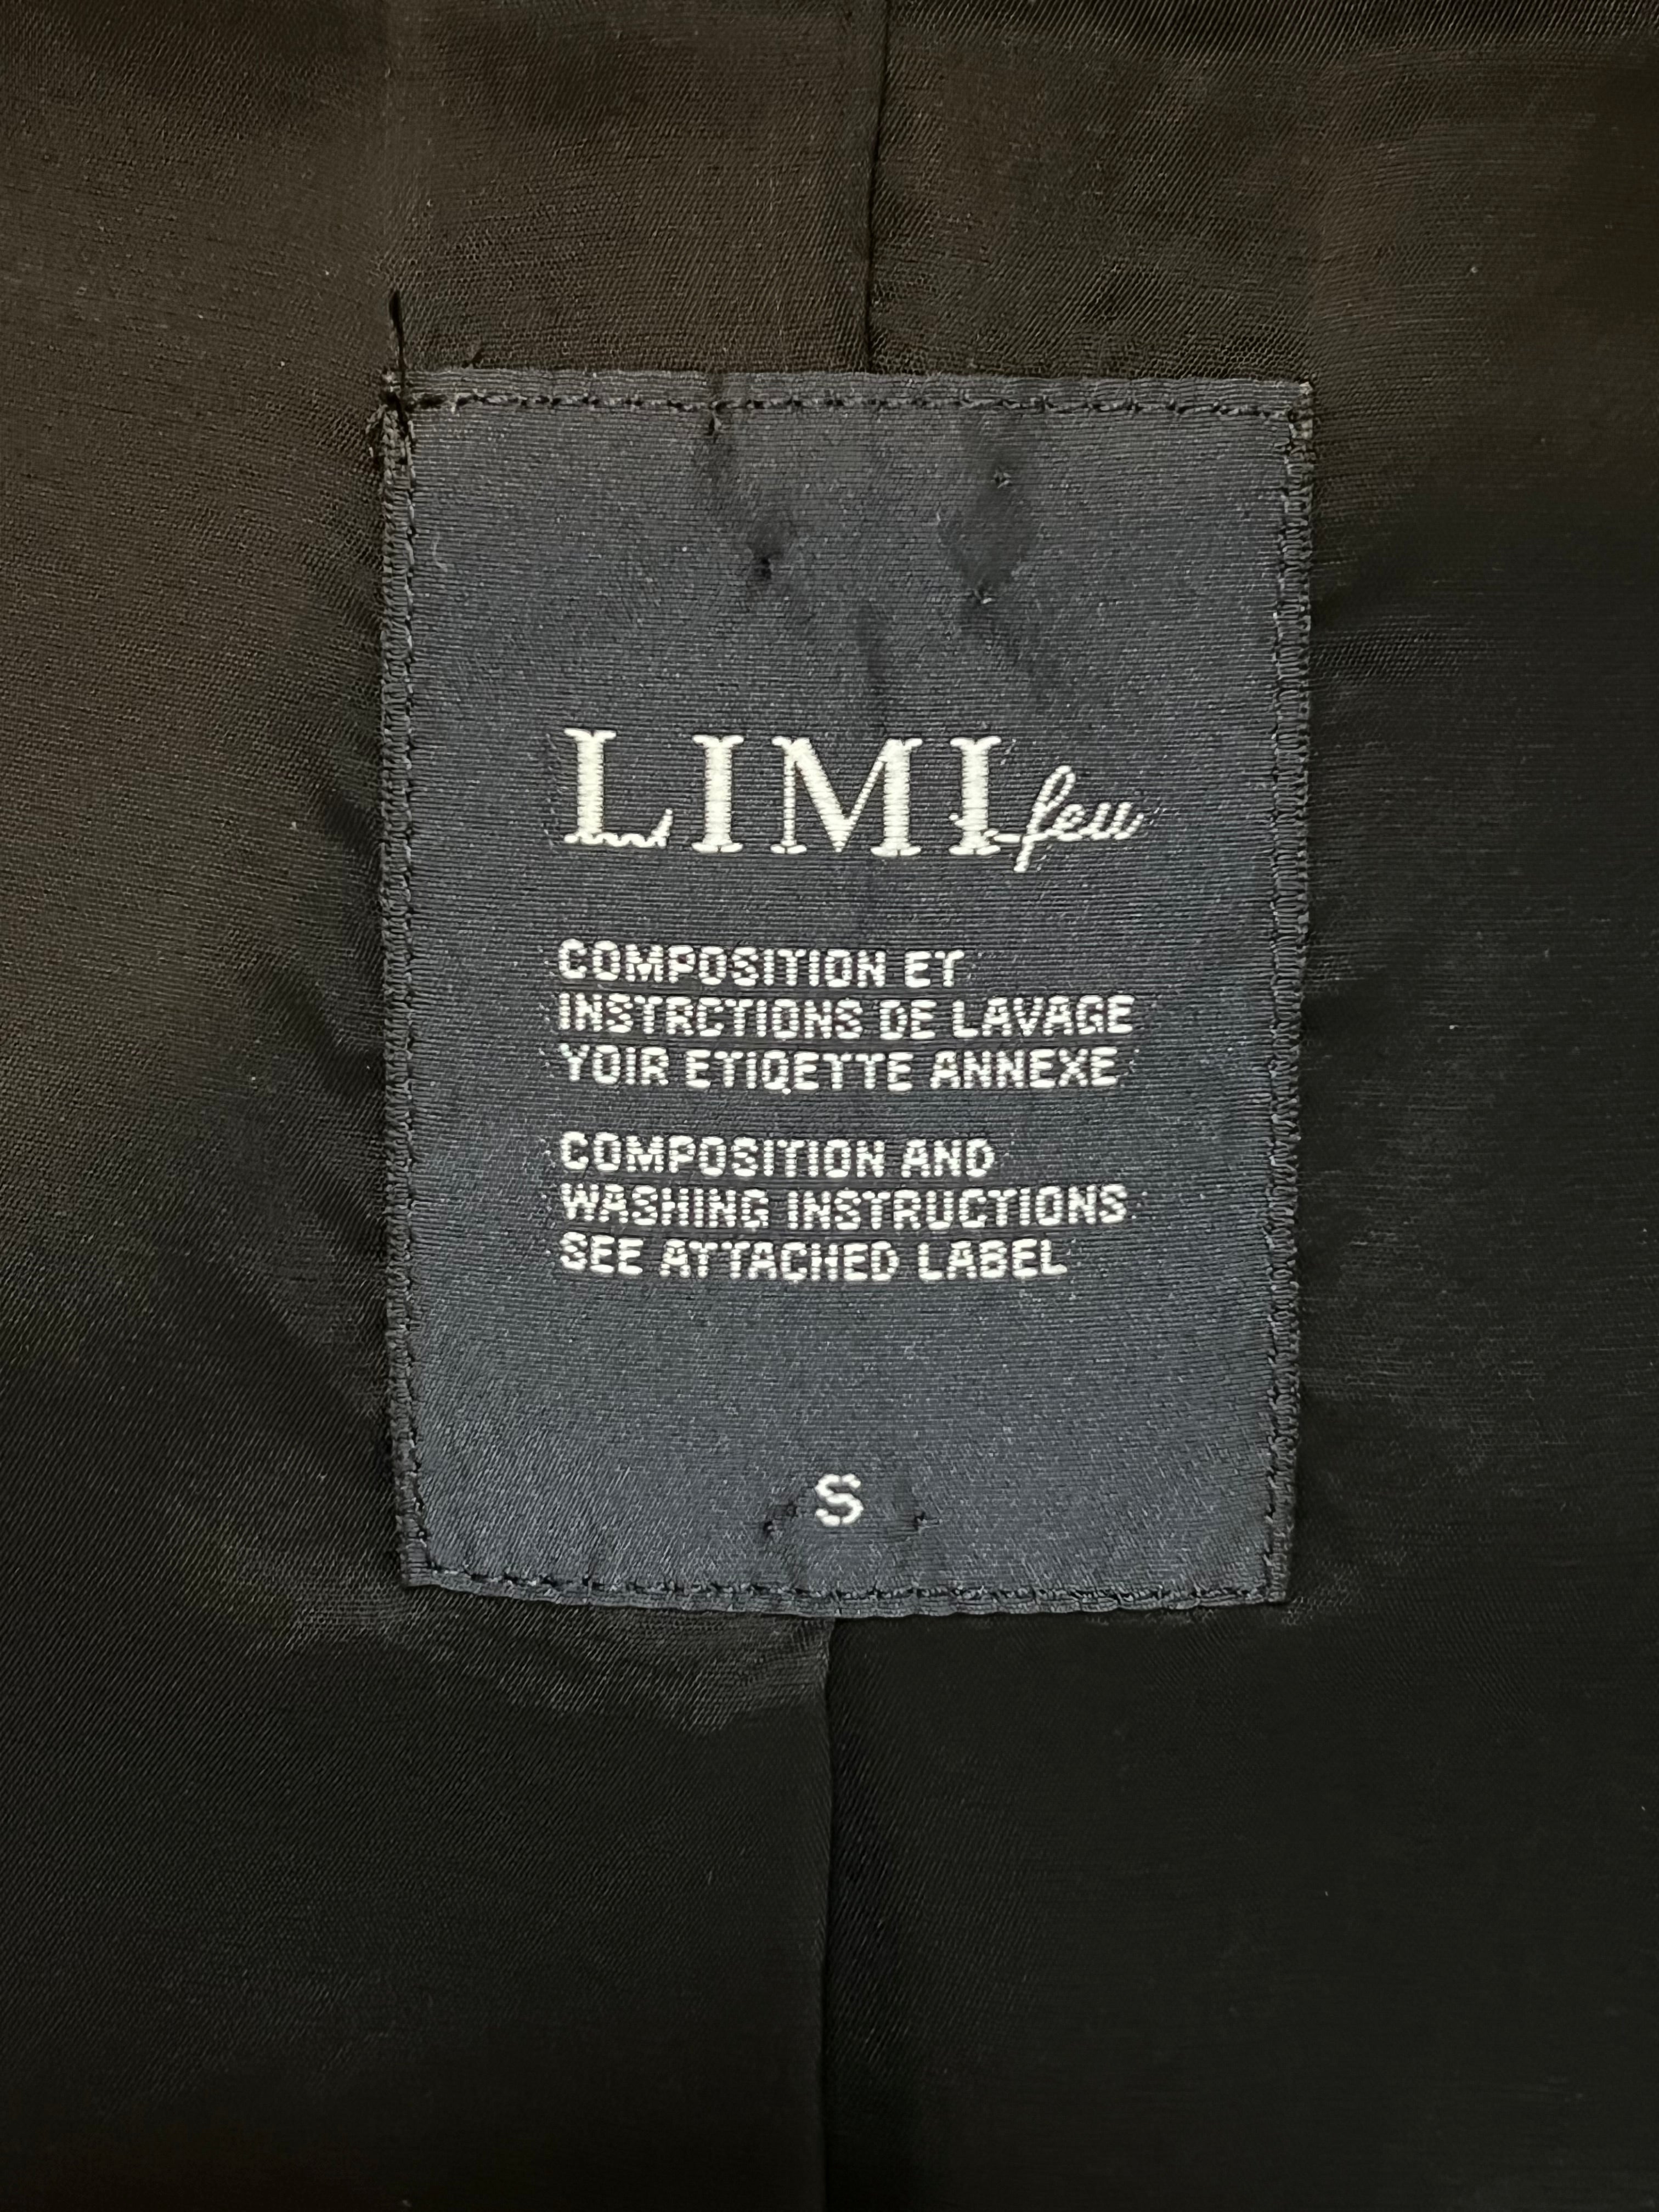 LIMI feu
COMPOSITION ET
INSTRCTIONS DE LAVAGE
YOIR ETIQETTE ANNEXE
COMPOSITION AND
WASHING INSTRUCTIONS
SEE ATTACHED LABEL
S